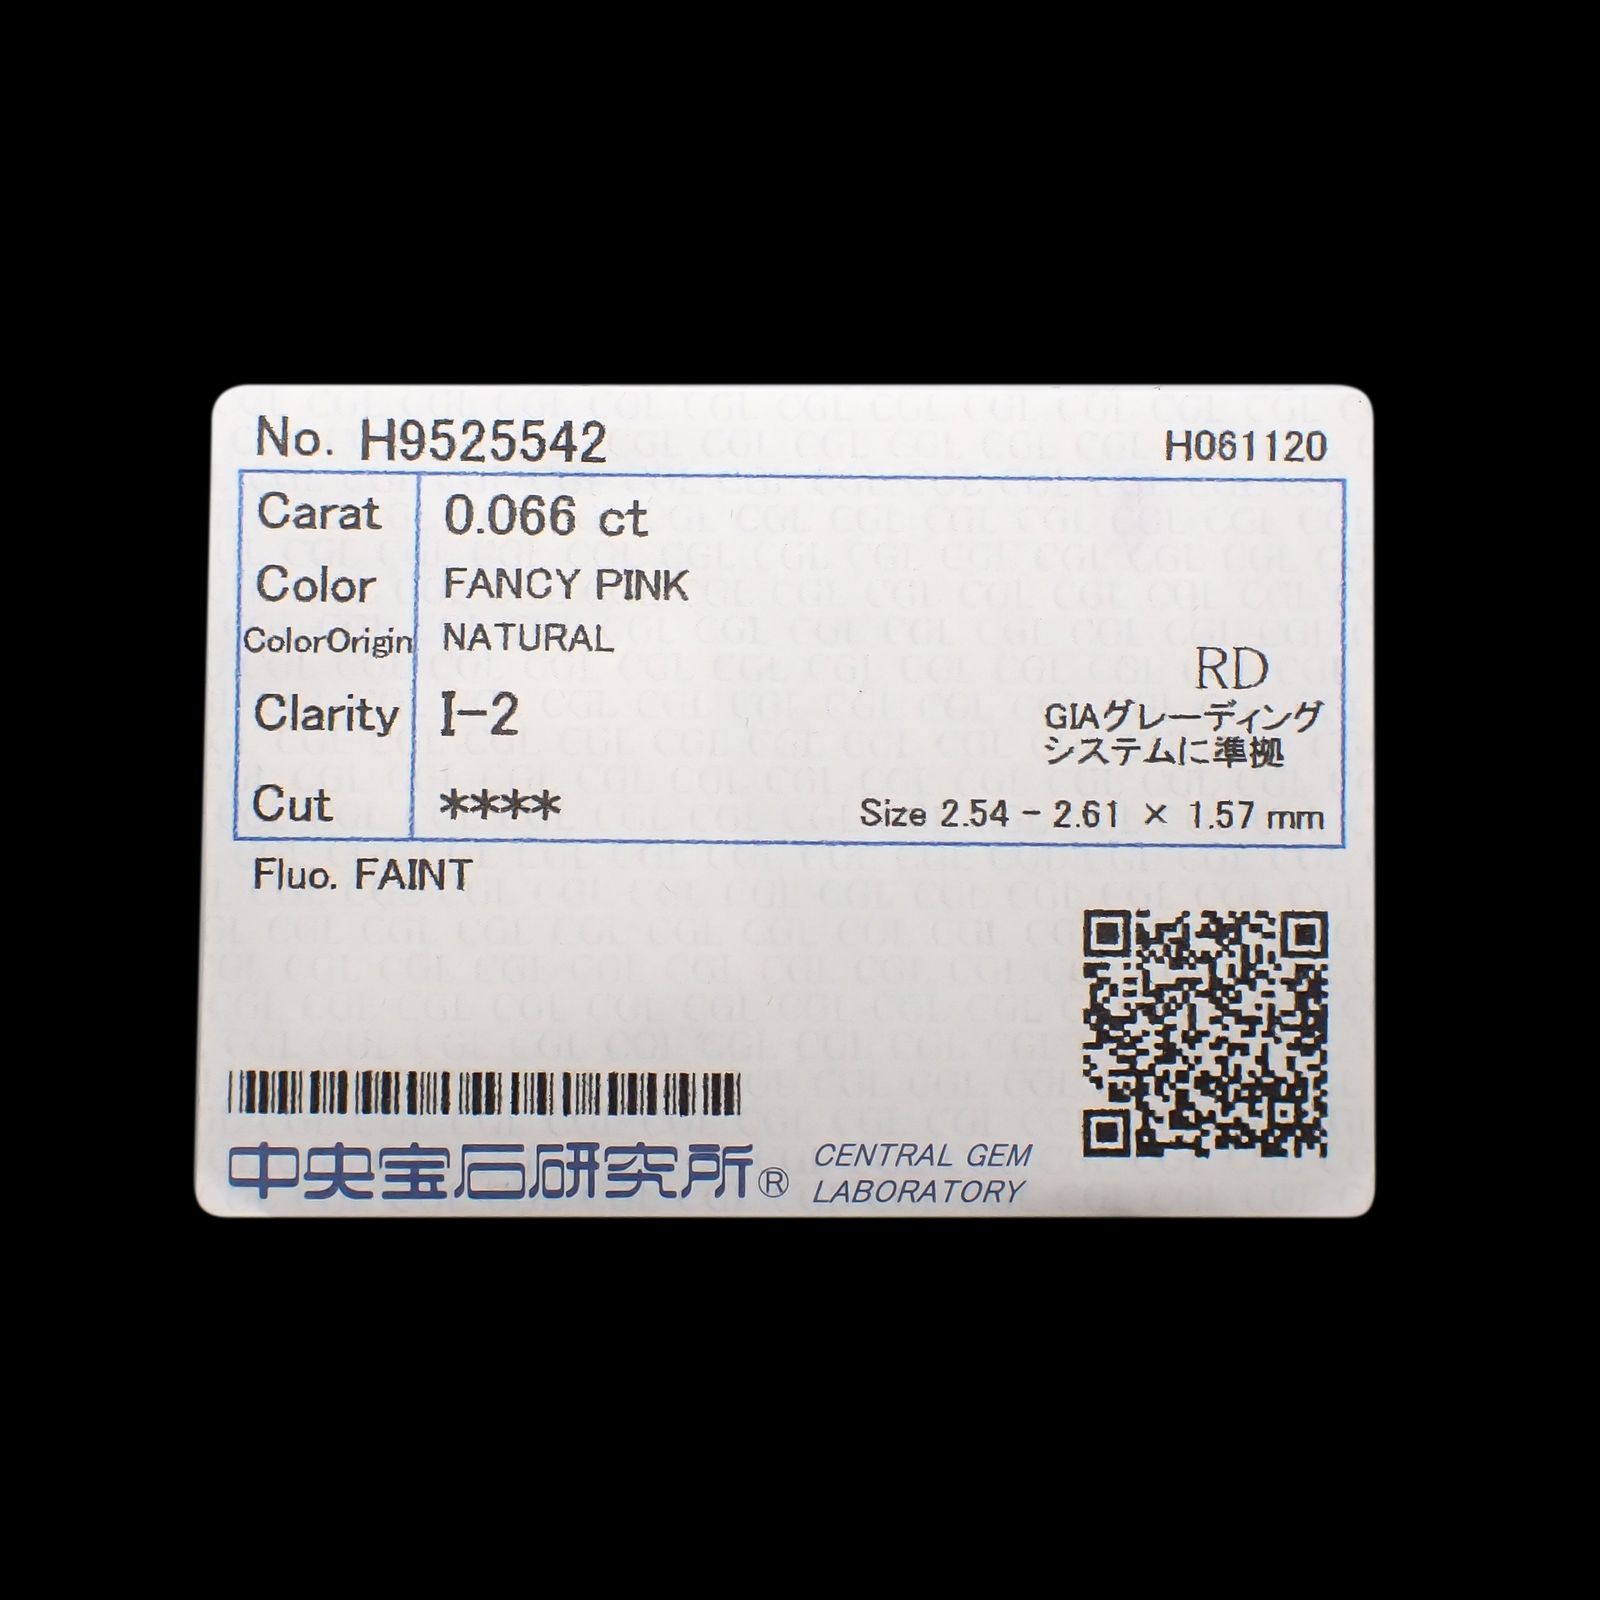 No. H9525542 H061120
Carat 0.066 ct
Color FANCY PINK
ColorOrigin NATURAL
RD
Clarity I-2
GIAグレーディング
システムに準拠
Cut ****
Size 2.54 - 2.61 × 1.57 mm
Fluo. FAINT
中央宝石研究所® CENTRAL GEM
LABORATORY